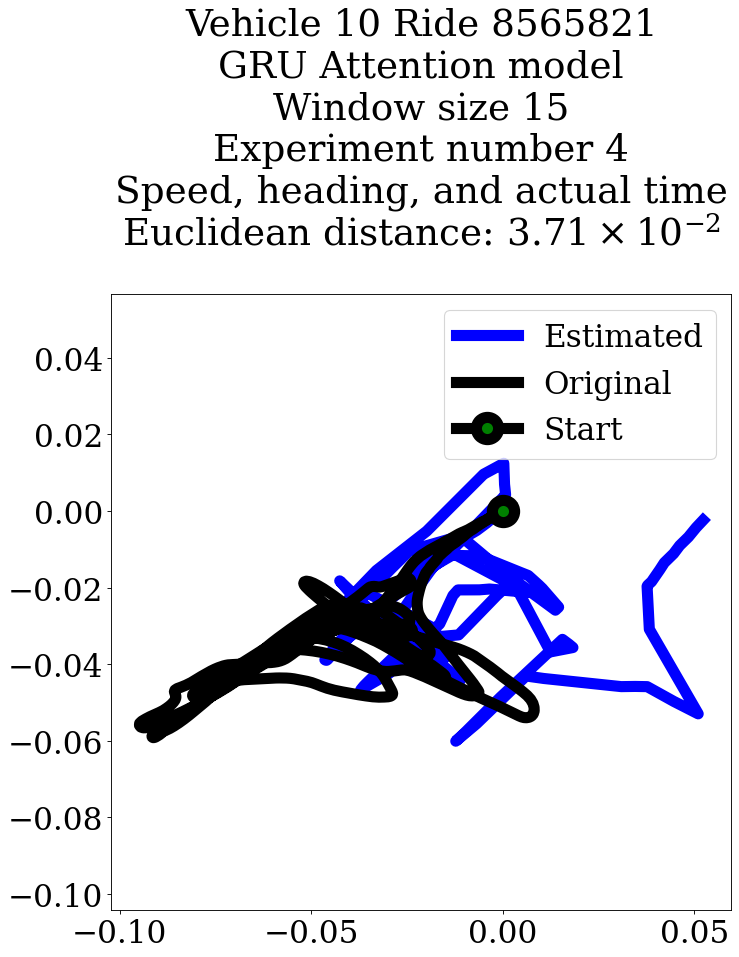 Vehicle 10 Ride 8565821
GRU Attention model
Window size 15
Experiment number 4
Speed, heading, and actual time
Euclidean distance: 3.71 × 10⁻²
Estimated
Original
Start
0.04
0.02
0.00
−0.02
−0.04
−0.06
−0.08
−0.10
−0.10 −0.05 0.00 0.05